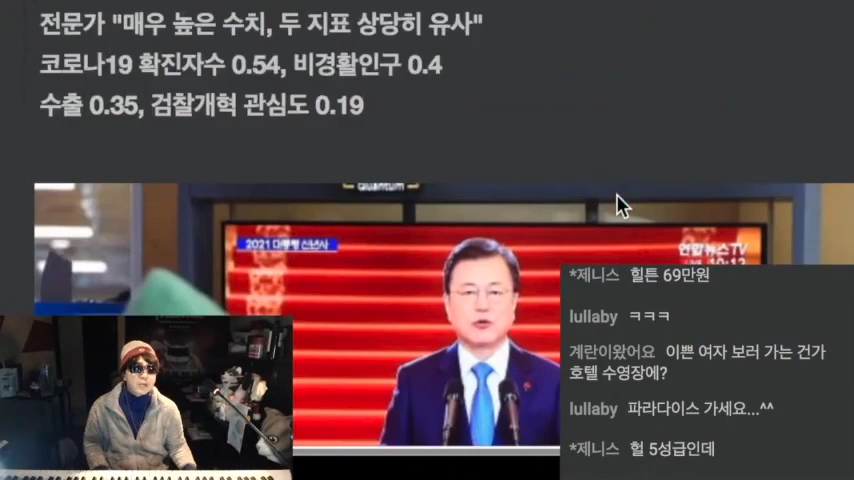 전문가 "매우 높은 수치, 두 지표 상당히 유사"
코로나19 확진자수 0.54, 비경활인구 0.4
수출 0.35, 검찰개혁 관심도 0.19
Quantum
2021 대통령 신년사
연합뉴스TV
10:12
*제니스 힐튼 69만원
lullaby ㅋㅋㅋ
계란이왔어요 이쁜 여자 보러 가는 건가
호텔 수영장에?
lullaby 파라다이스 가세요...^^
*제니스 헐 5성급인데